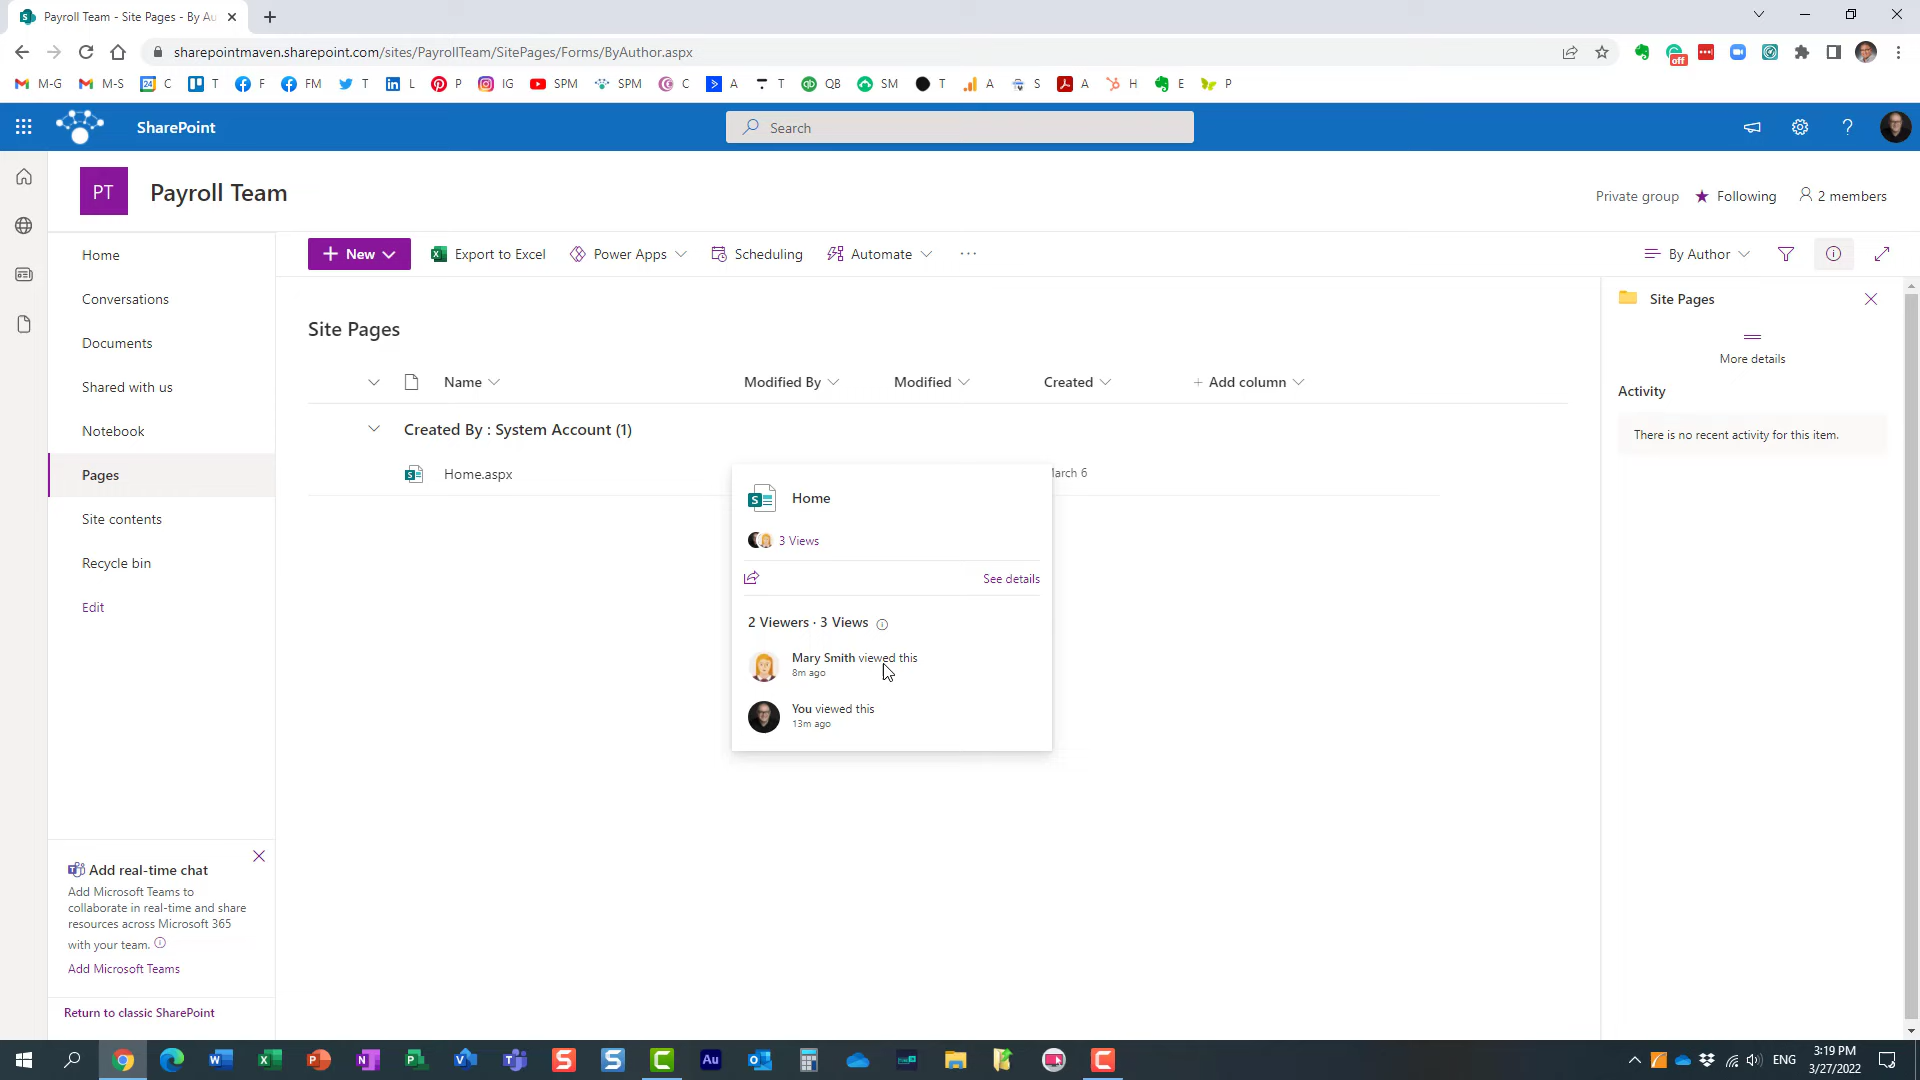 Payroll Team - Site Pages - By Au
sharepointmaven.sharepoint.com/sites/PayrollTeam/SitePages/Forms/ByAuthor.aspx
off
M-G M-S C T F FM T L P IG SPM SPM C A T QB SM T A S A H E P
SharePoint
Search
PT
Payroll Team
Private group
Following
2 members
Home
Conversations
Documents
Shared with us
Notebook
Pages
Site contents
Recycle bin
Edit
New
Export to Excel
Power Apps
Scheduling
Automate
By Author
Site Pages
Name
Modified By
Modified
Created
+ Add column
Created By : System Account (1)
Home.aspx
arch 6
Home
3 Views
See details
2 Viewers · 3 Views
Mary Smith viewed this
8m ago
You viewed this
13m ago
Site Pages
More details
Activity
There is no recent activity for this item.
Add real-time chat
Add Microsoft Teams to
collaborate in real-time and share
resources across Microsoft 365
with your team.
Add Microsoft Teams
Return to classic SharePoint
ENG
3:19 PM
3/27/2022